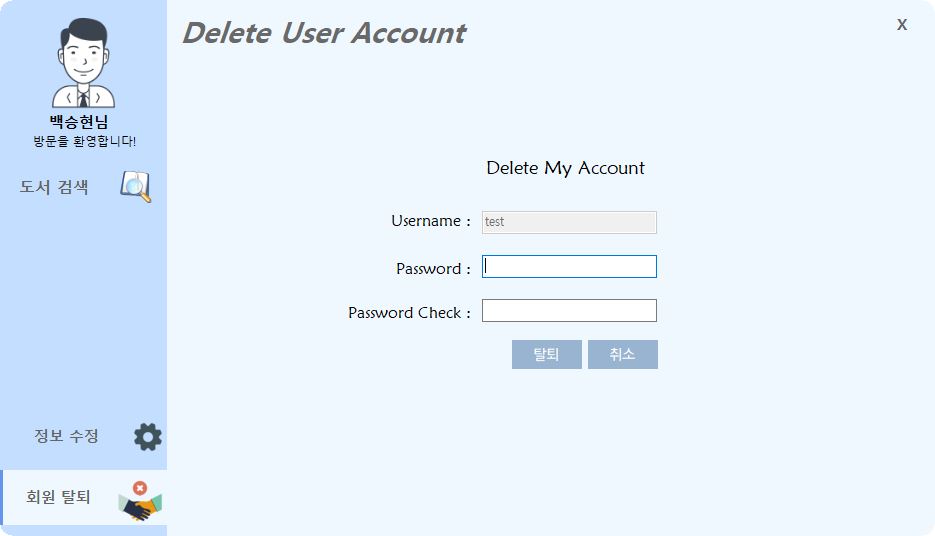 백승현님
방문을 환영합니다!
도서 검색
정보 수정
회원 탈퇴
Delete User Account
X
Delete My Account
Username : test
Password :
Password Check :
탈퇴 취소